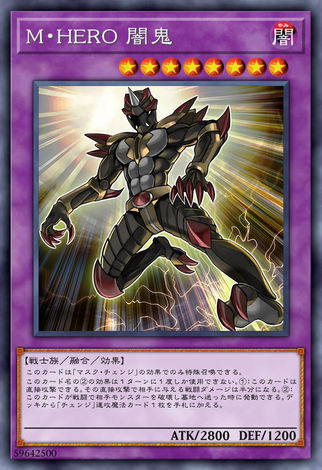 M・HERO 闇鬼
やみ
闇
【戦士族／融合／効果】
このカードは「マスク・チェンジ」の効果でのみ特殊召喚できる。
このカード名の②の効果は１ターンに１度しか使用できない。①：このカードは
直接攻撃できる。その直接攻撃で相手に与える戦闘ダメージは半分になる。②：
このカードが戦闘で相手モンスターを破壊し墓地へ送った時に発動できる。デ
ッキから「チェンジ」速攻魔法カード１枚を手札に加える。
ATK/2800 DEF/1200
59642500